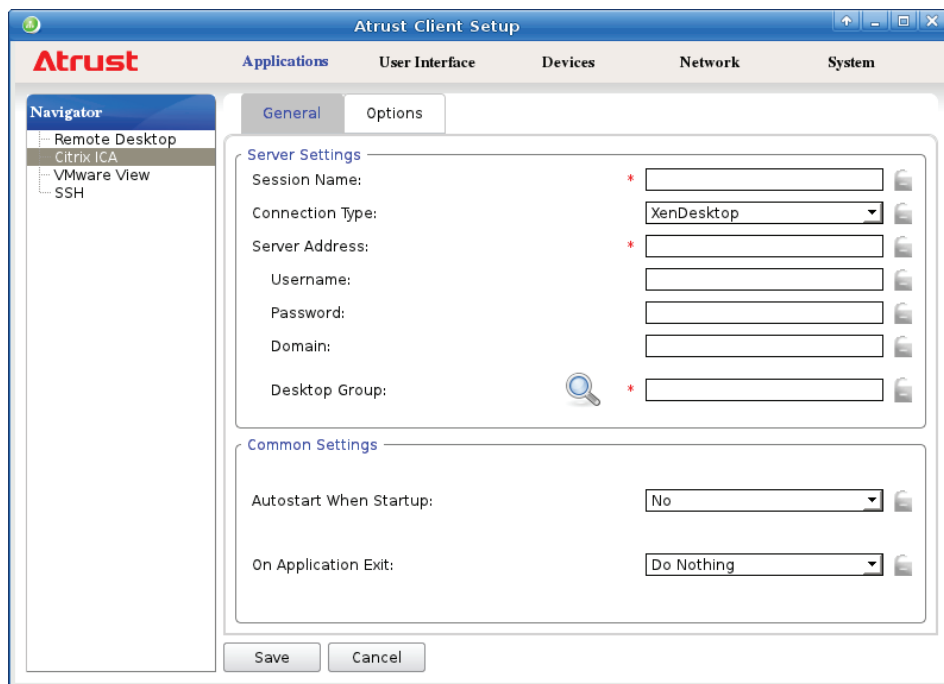 Atrust Client Setup
Atrust
Applications User Interface Devices Network System
Navigator
Remote Desktop
Citrix ICA
VMware View
SSH
General Options
Server Settings
Session Name: *
Connection Type: XenDesktop
Server Address: *
Username:
Password:
Domain:
Desktop Group: *
Common Settings
Autostart When Startup: No
On Application Exit: Do Nothing
Save Cancel